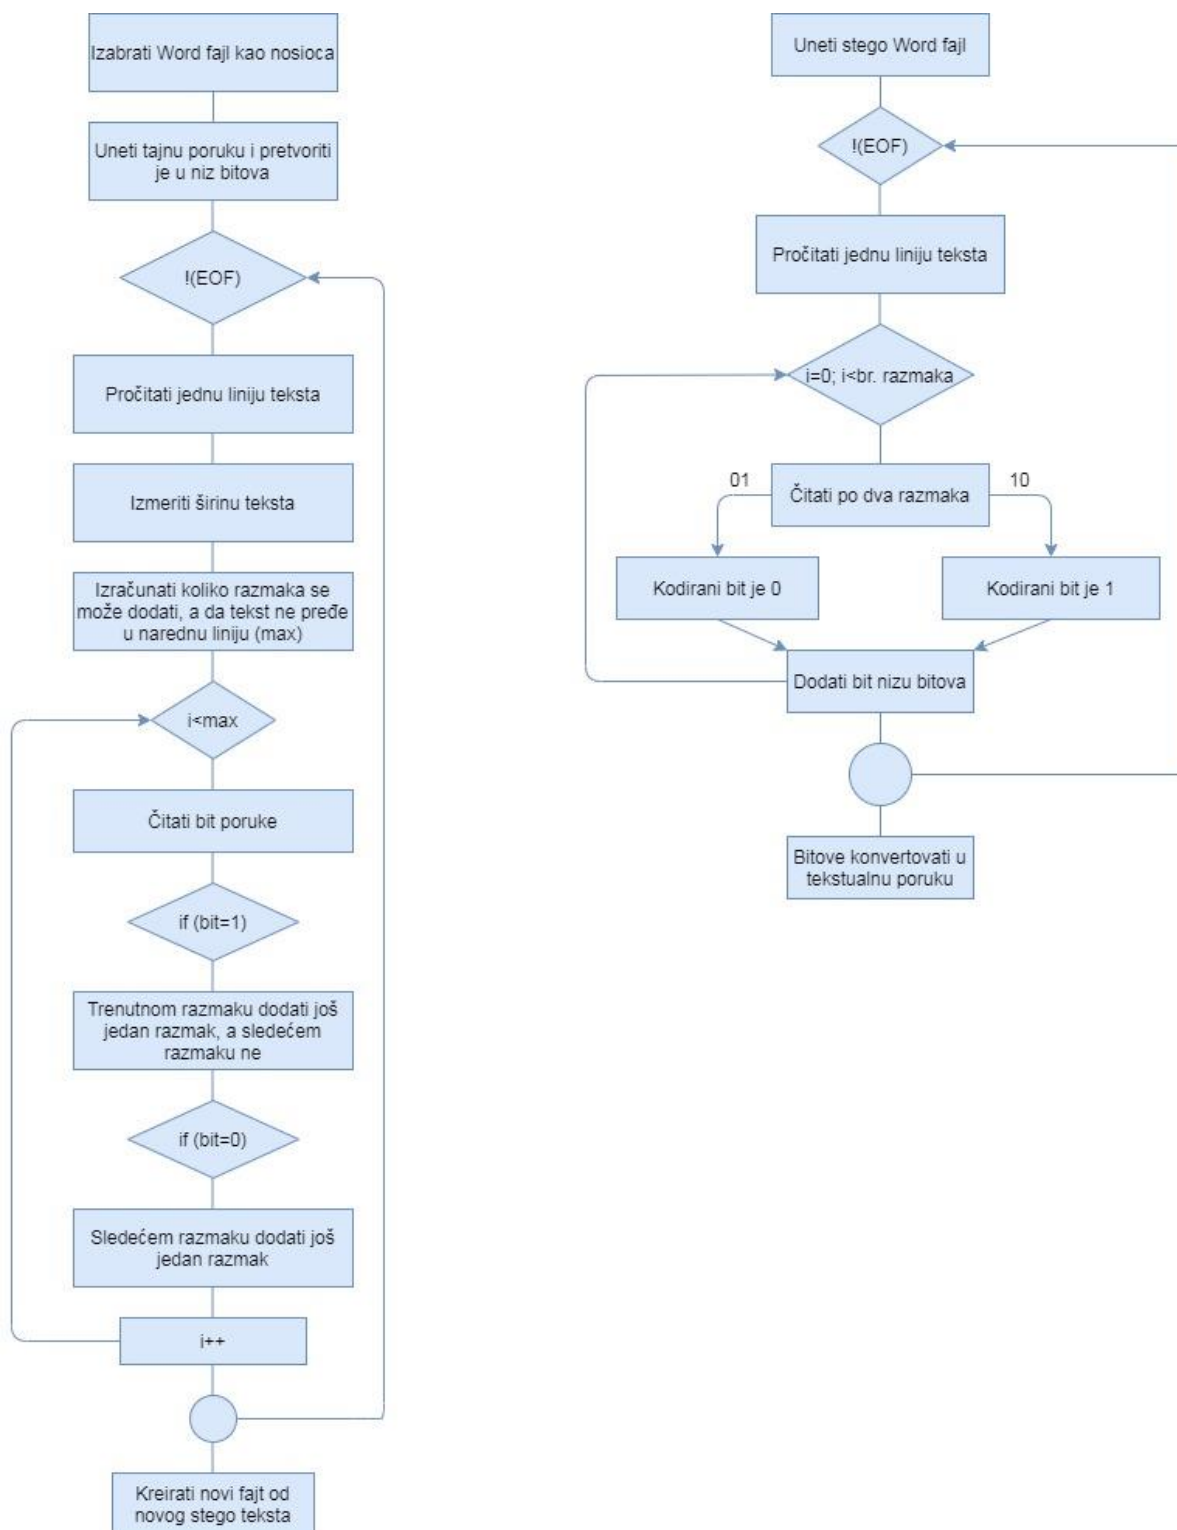 Izabrati Word fajl kao nosioca
Uneti tajnu poruku i pretvoriti
je u niz bitova
!(EOF)
Pročitati jednu liniju teksta
Izmeriti širinu teksta
Izračunati koliko razmaka se
može dodati, a da tekst ne pređe
u narednu liniju (max)
i<max
Čitati bit poruke
if (bit=1)
Trenutnom razmaku dodati još
jedan razmak, a sledećem
razmaku ne
if (bit=0)
Sledećem razmaku dodati još
jedan razmak
i++
Kreirati novi fajt od
novog stego teksta
Uneti stego Word fajl
!(EOF)
Pročitati jednu liniju teksta
i=0; i<br. razmaka
01
Čitati po dva razmaka
10
Kodirani bit je 0
Kodirani bit je 1
Dodati bit nizu bitova
Bitove konvertovati u
tekstualnu poruku